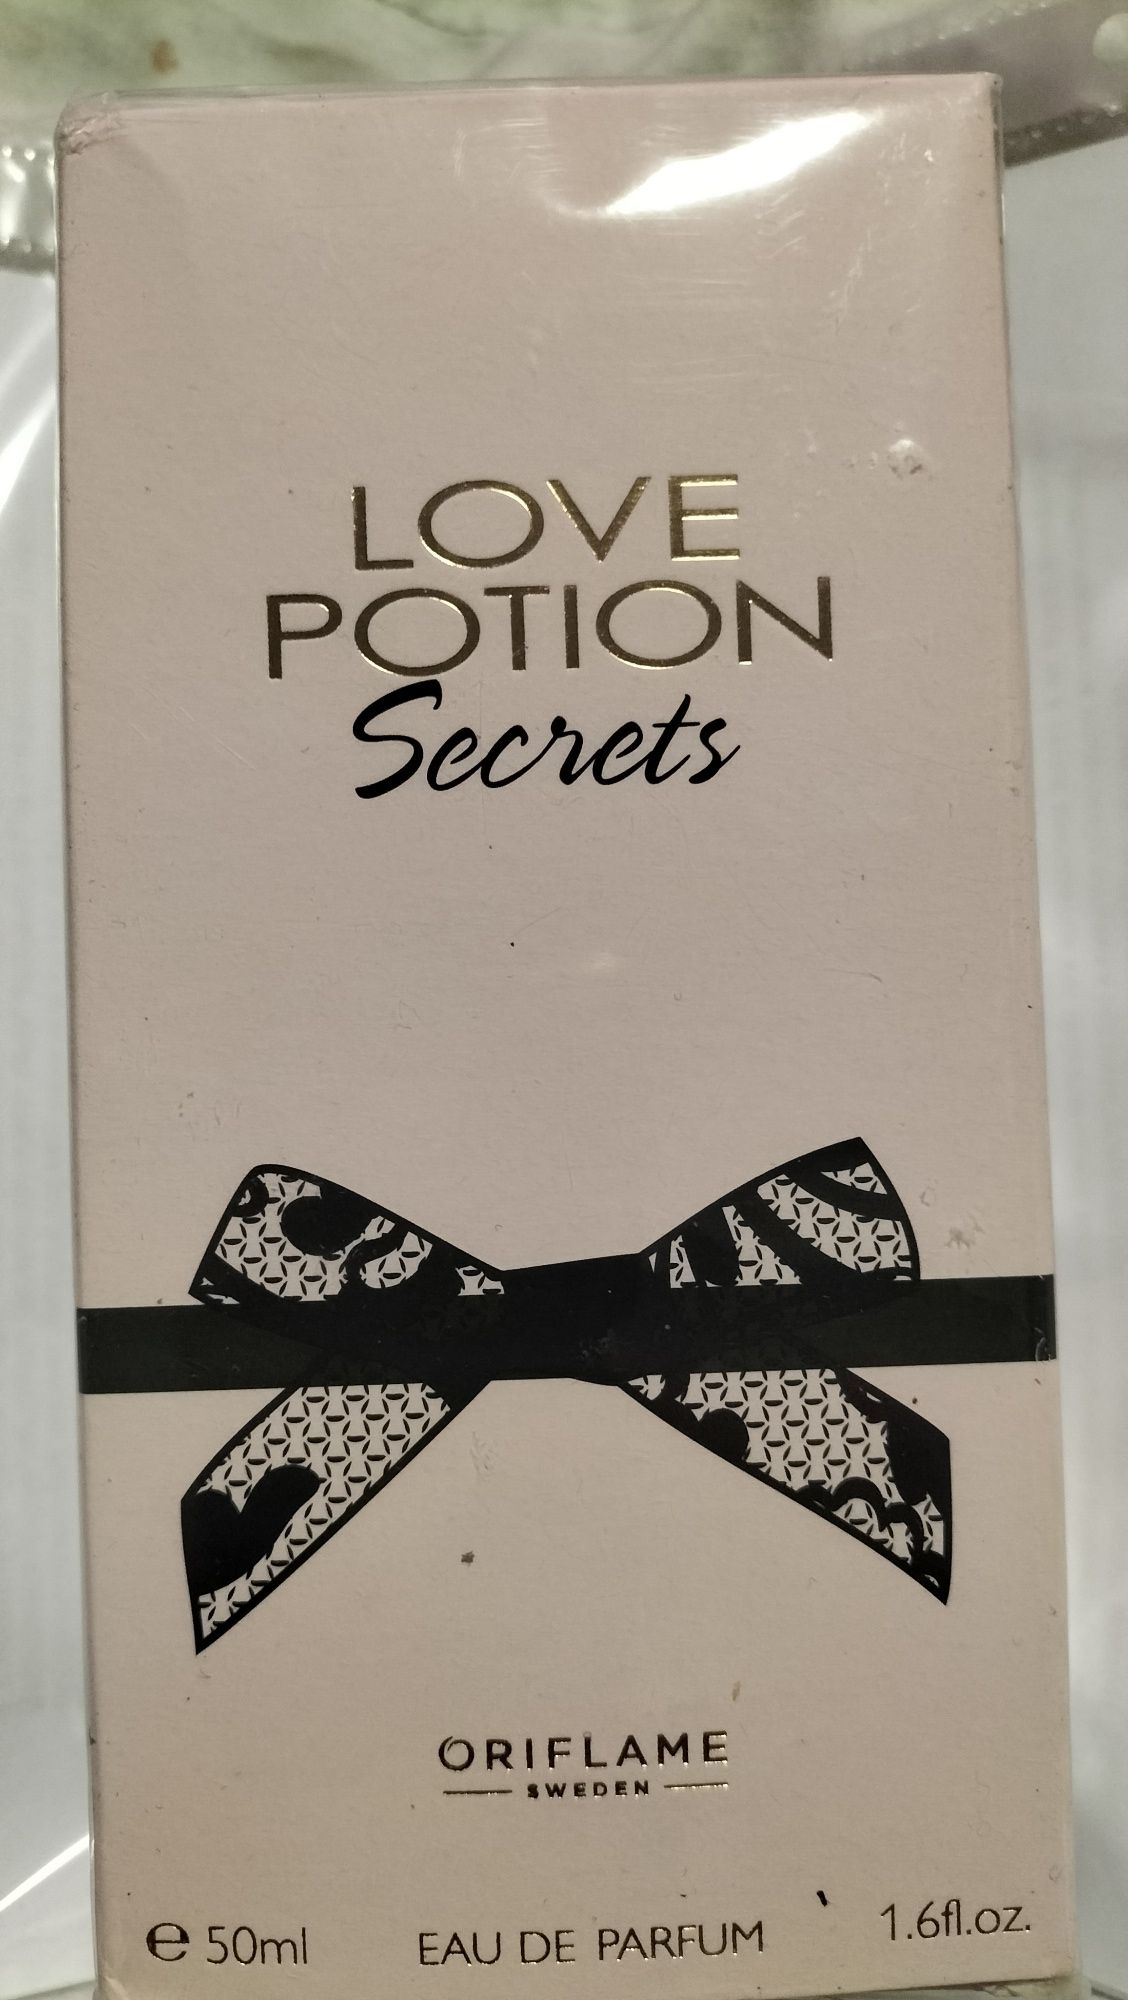 LOVE
POTION
Secrets
ORIFLAME
SWEDEN
℮ 50ml EAU DE PARFUM 1.6fl.oz.